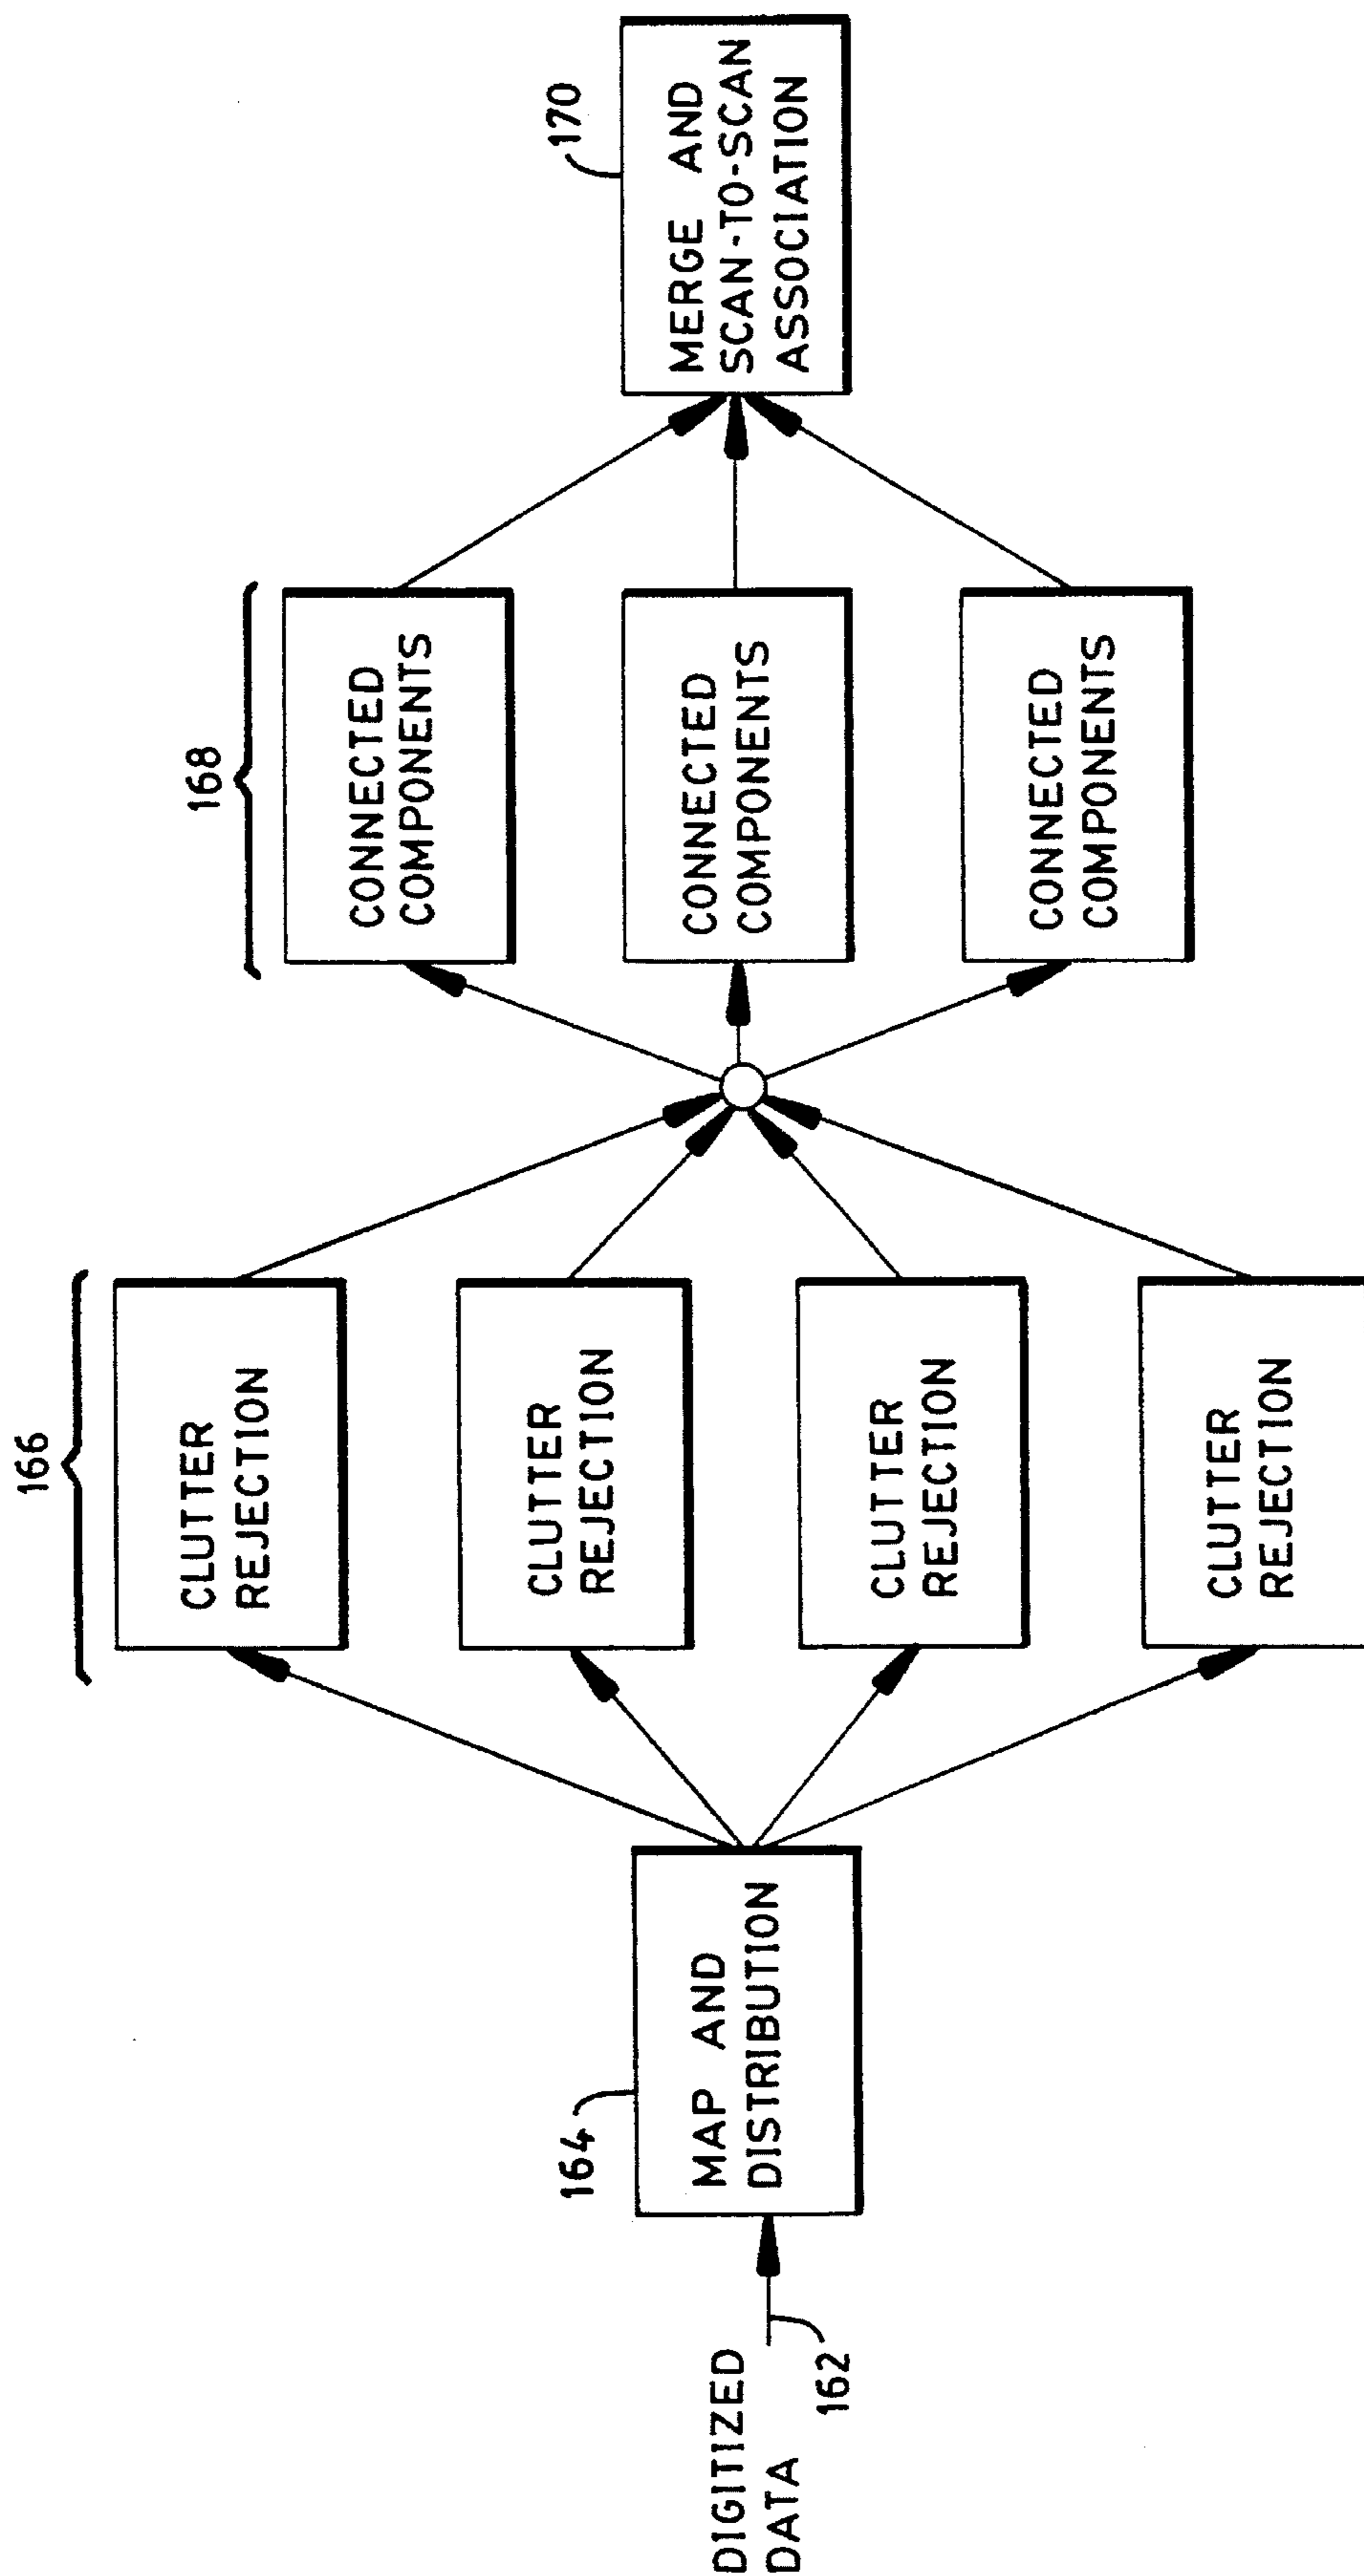 DIGITIZED
DATA
162
164
MAP AND
DISTRIBUTION
166
CLUTTER
REJECTION
CLUTTER
REJECTION
CLUTTER
REJECTION
CLUTTER
REJECTION
168
CONNECTED
COMPONENTS
CONNECTED
COMPONENTS
CONNECTED
COMPONENTS
170
MERGE AND
SCAN-TO-SCAN
ASSOCIATION